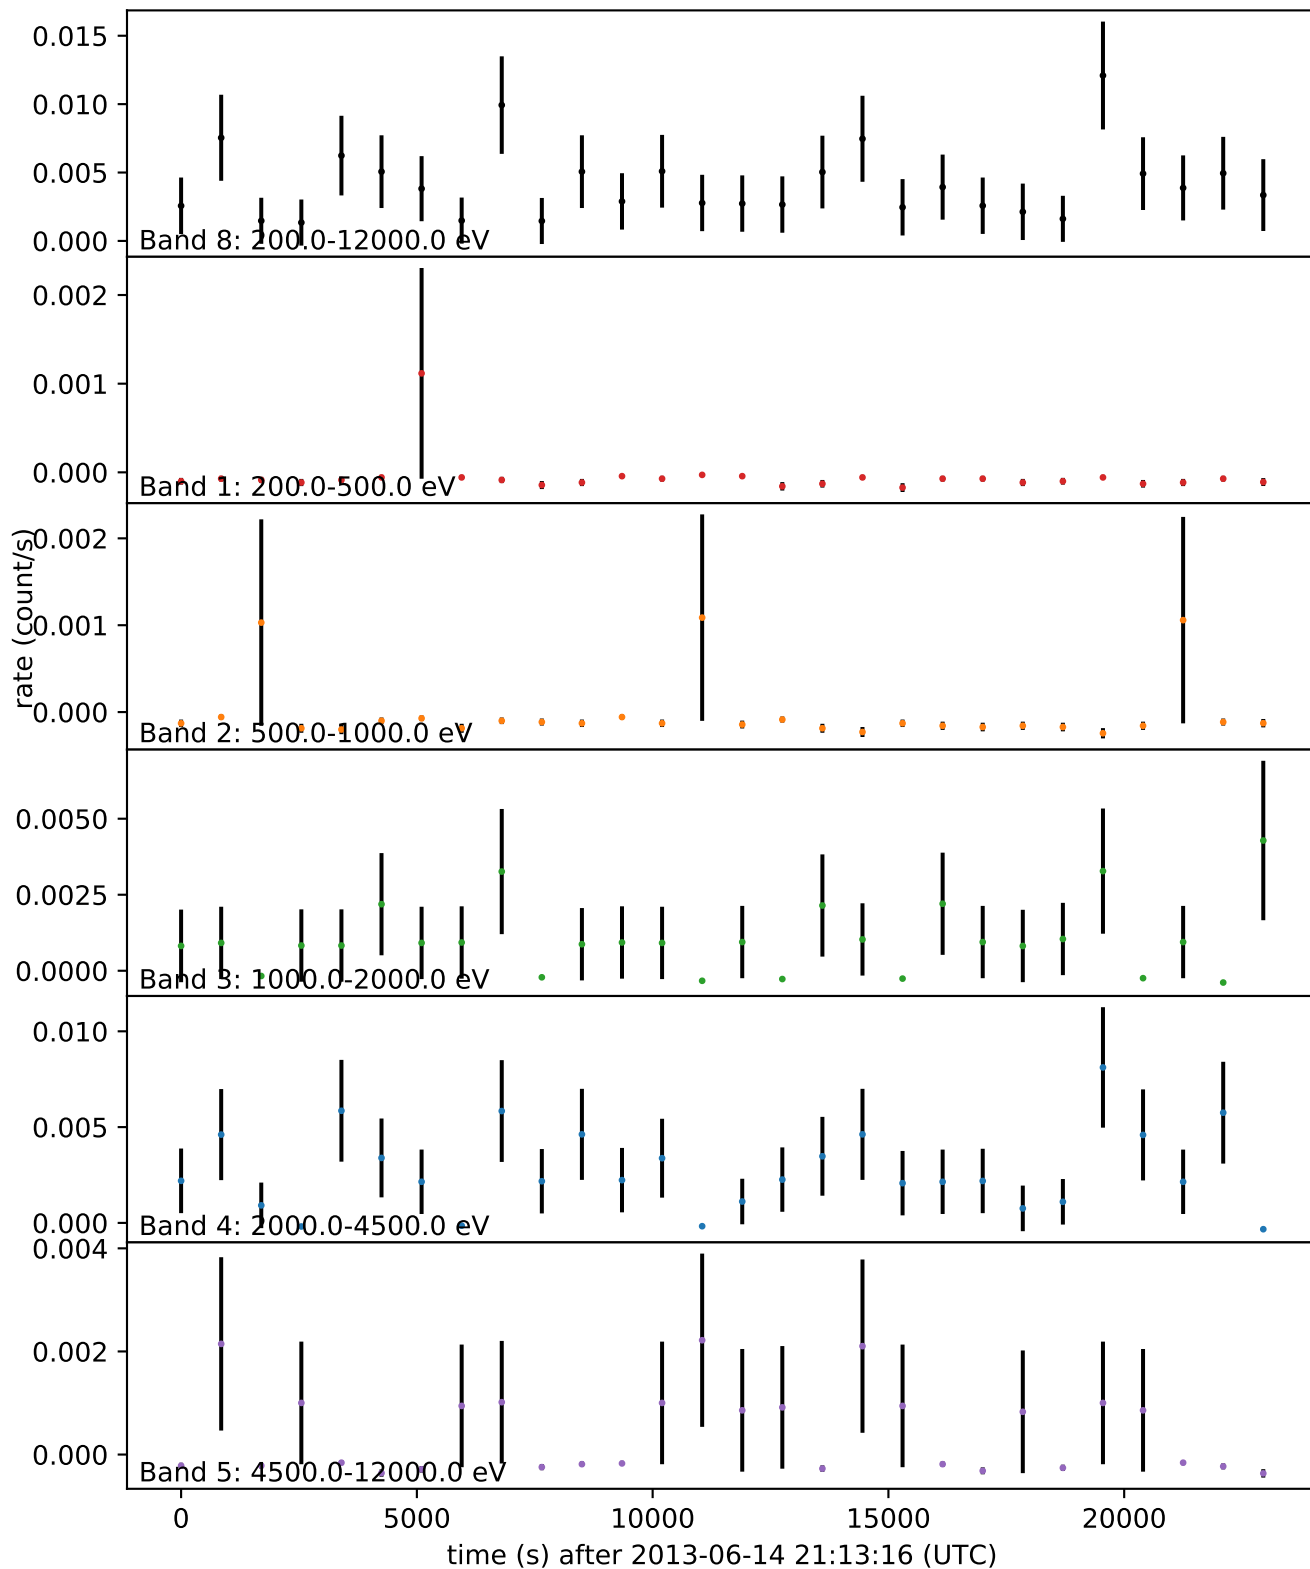 0.015
0.010
0.005
0.000
Band 8: 200.0-12000.0 eV
0.002
0.001
0.000
Band 1: 200.0-500.0 eV
rate (count/s)
0.002
0.001
0.000
Band 2: 500.0-1000.0 eV
0.0050
0.0025
0.0000
Band 3: 1000.0-2000.0 eV
0.010
0.005
0.000
Band 4: 2000.0-4500.0 eV
0.004
0.002
0.000
Band 5: 4500.0-12000.0 eV
0 5000 10000 15000 20000
time (s) after 2013-06-14 21:13:16 (UTC)